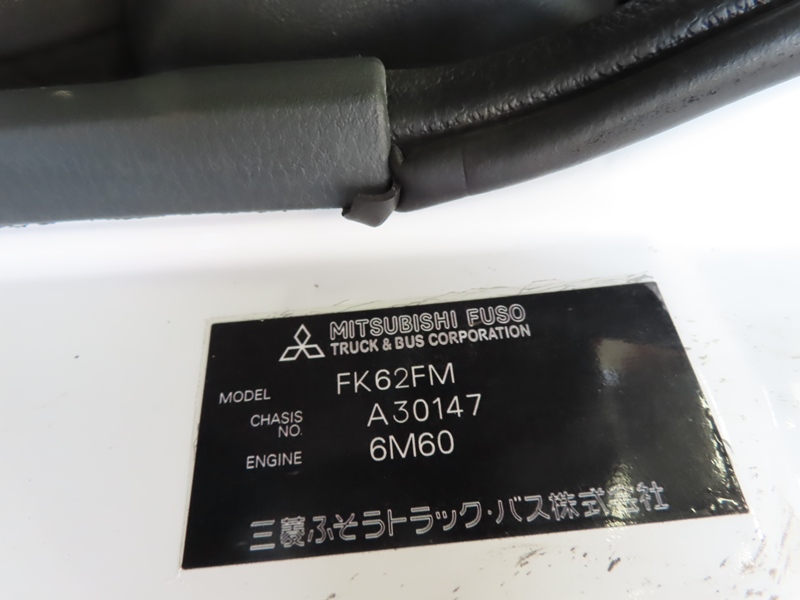 MITSUBISHI FUSO
TRUCK & BUS CORPORATION
MODEL FK62FM
CHASIS NO. A30147
ENGINE 6M60
三菱ふそうトラック・バス株式会社